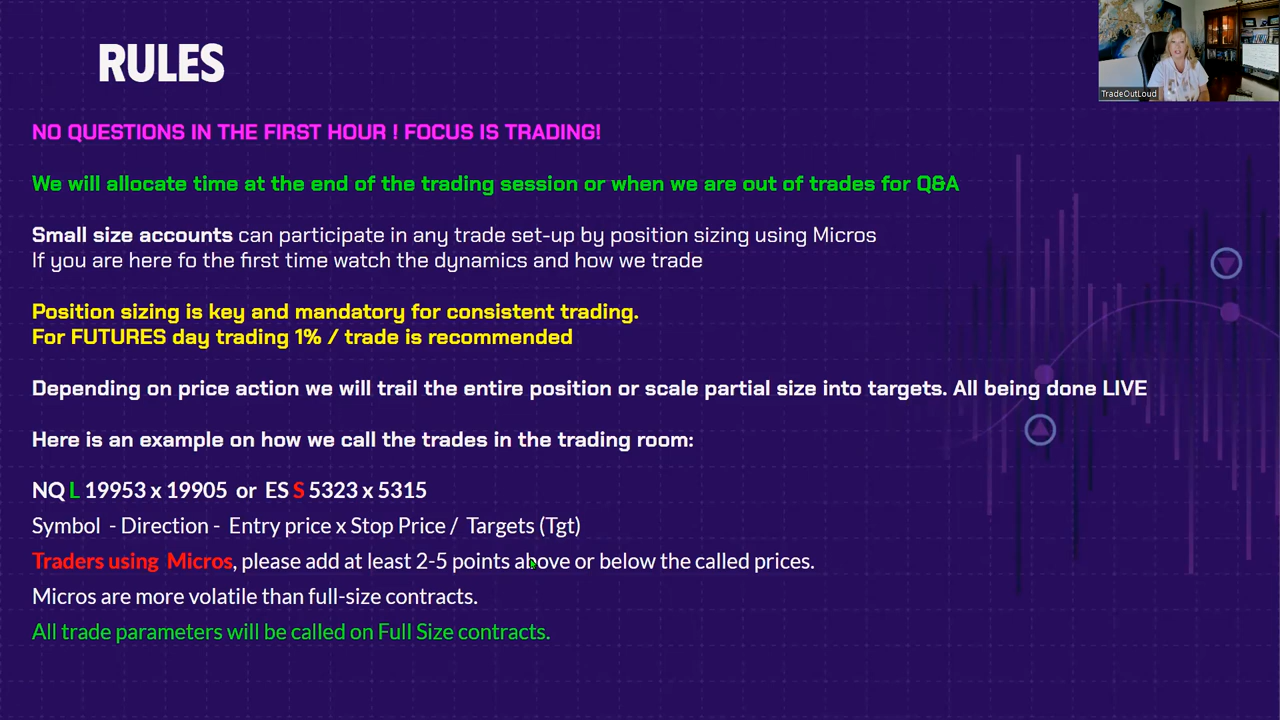 RULES
TradeOutLoud
NO QUESTIONS IN THE FIRST HOUR ! FOCUS IS TRADING!
We will allocate time at the end of the trading session or when we are out of trades for Q&A
Small size accounts can participate in any trade set-up by position sizing using Micros
If you are here fo the first time watch the dynamics and how we trade
Position sizing is key and mandatory for consistent trading.
For FUTURES day trading 1% / trade is recommended
Depending on price action we will trail the entire position or scale partial size into targets. All being done LIVE
Here is an example on how we call the trades in the trading room:
NQ L 19953 x 19905 or ES S 5323 x 5315
Symbol - Direction - Entry price x Stop Price / Targets (Tgt)
Traders using Micros, please add at least 2-5 points above or below the called prices.
Micros are more volatile than full-size contracts.
All trade parameters will be called on Full Size contracts.